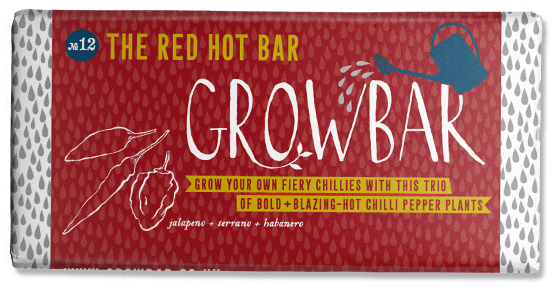 №12
THE RED HOT BAR
GROWBAR
GROW YOUR OWN FIERY CHILLIES WITH THIS TRIO
OF BOLD + BLAZING-HOT CHILLI PEPPER PLANTS
jalapeno + serrano + habanero